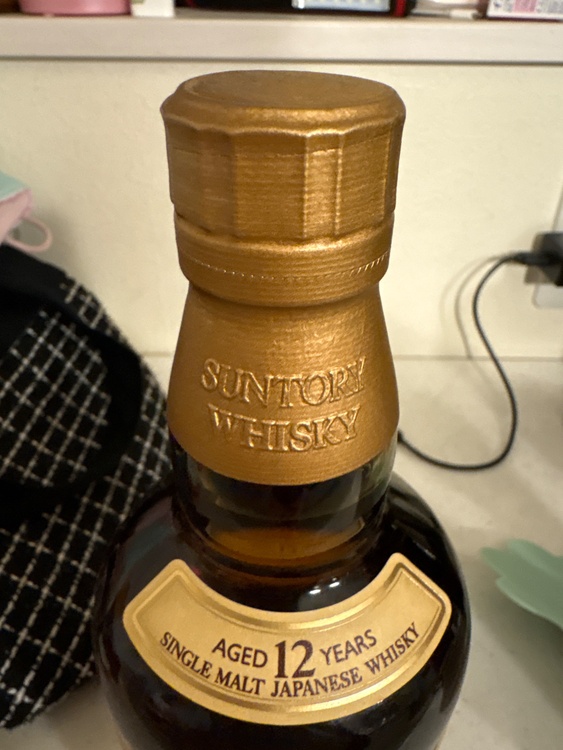 SUNTORY
WHISKY
AGED 12 YEARS
SINGLE MALT JAPANESE WHISKY